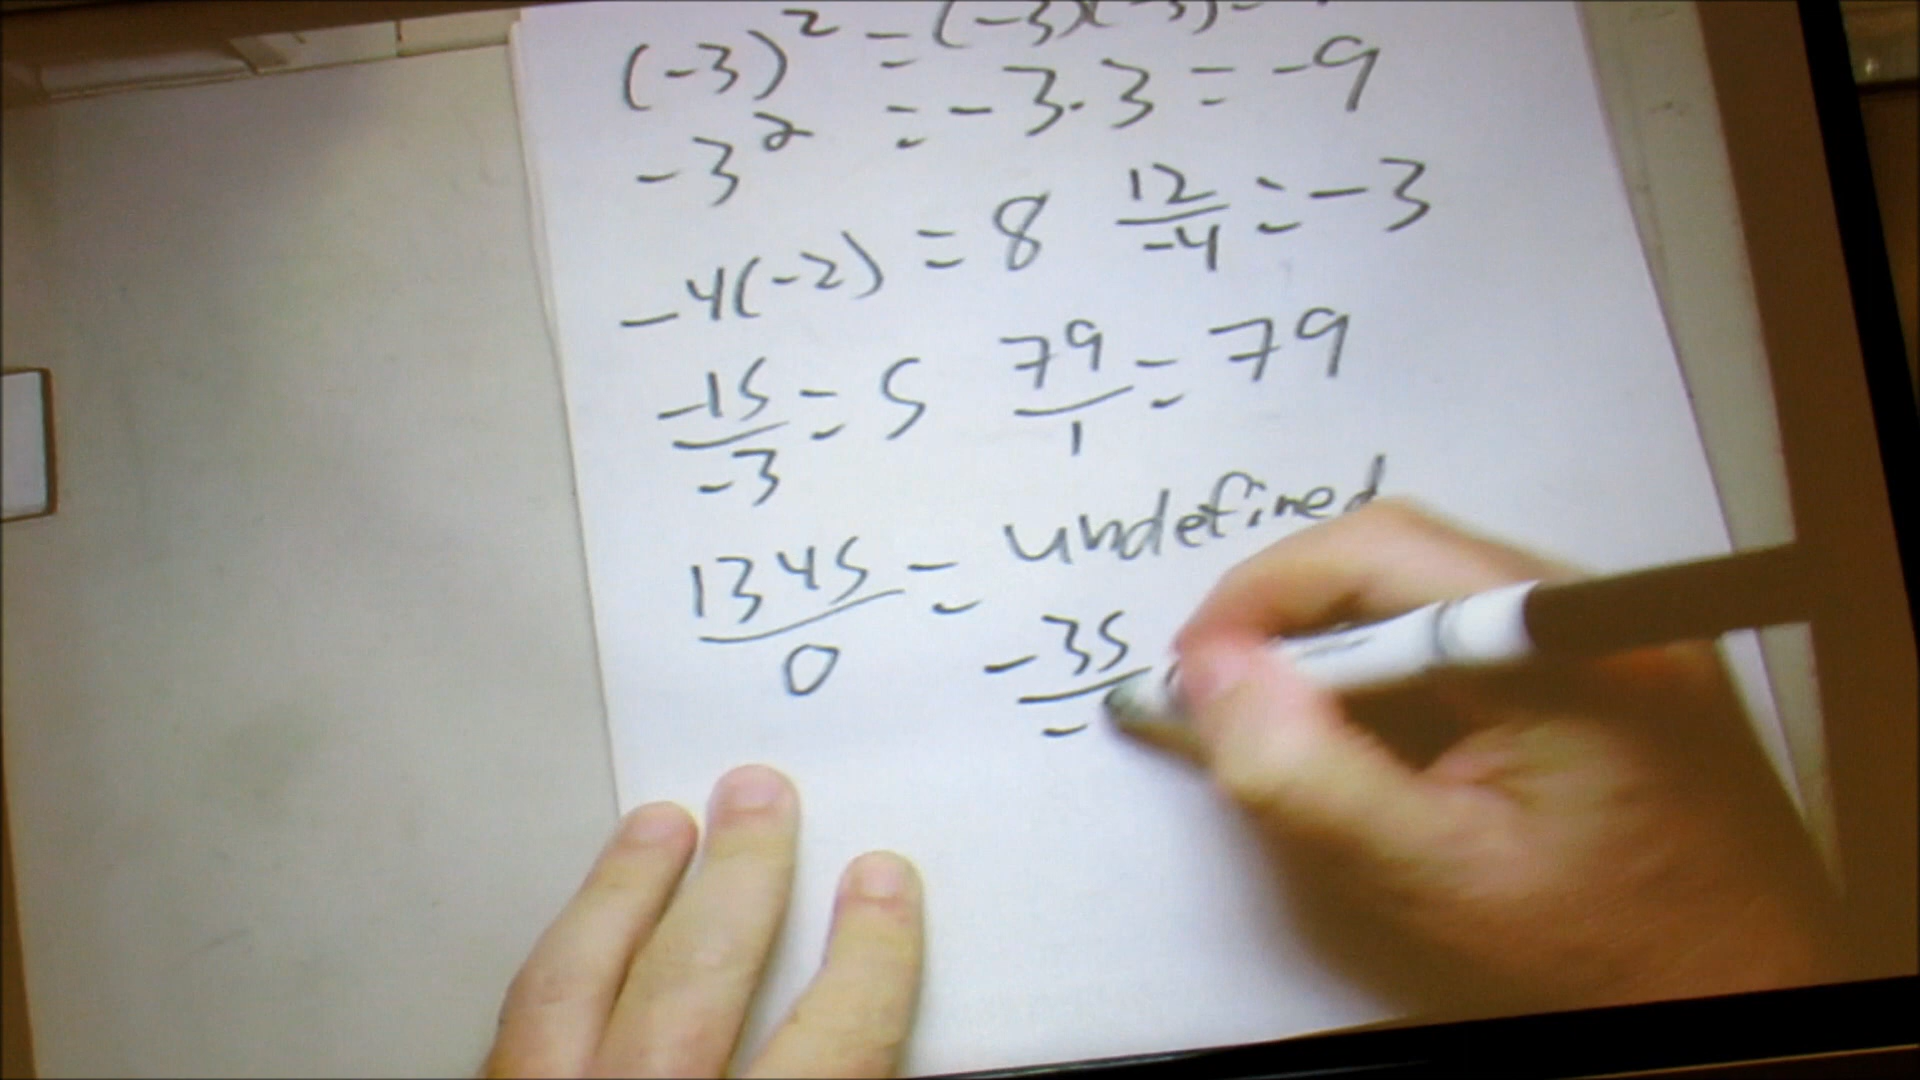 (-3)² = (-3)(-3) =
-3² = -3·3 = -9
-4(-2) = 8
12/-4 = -3
-15/-3 = 5
79/1 = 79
1345/0 = undefined
-35/-